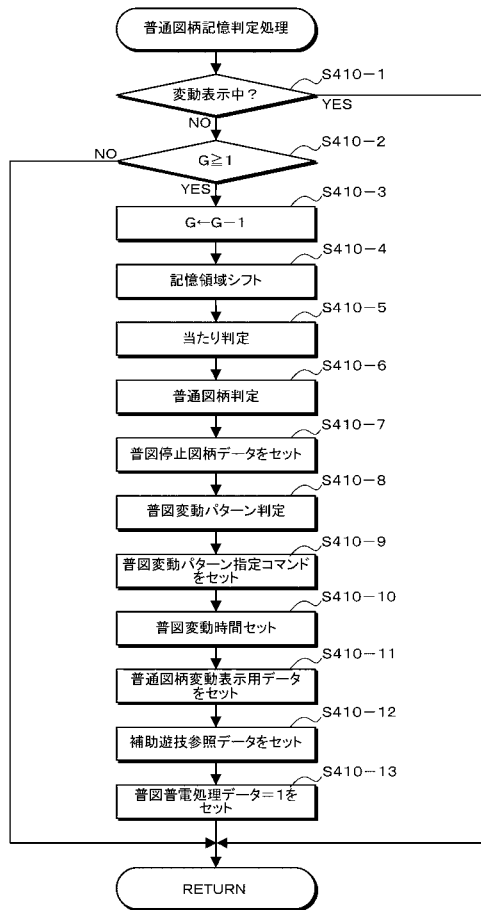 普通図柄記憶判定処理
S410-1
変動表示中?
YES
NO
S410-2
NO
G≧1
YES
S410-3
G←G-1
S410-4
記憶領域シフト
S410-5
当たり判定
S410-6
普通図柄判定
S410-7
普図停止図柄データをセット
S410-8
普図変動パターン判定
S410-9
普図変動パターン指定コマンド
をセット
S410-10
普図変動時間セット
S410-11
普通図柄変動表示用データ
をセット
S410-12
補助遊技参照データをセット
S410-13
普図普電処理データ=1を
セット
RETURN